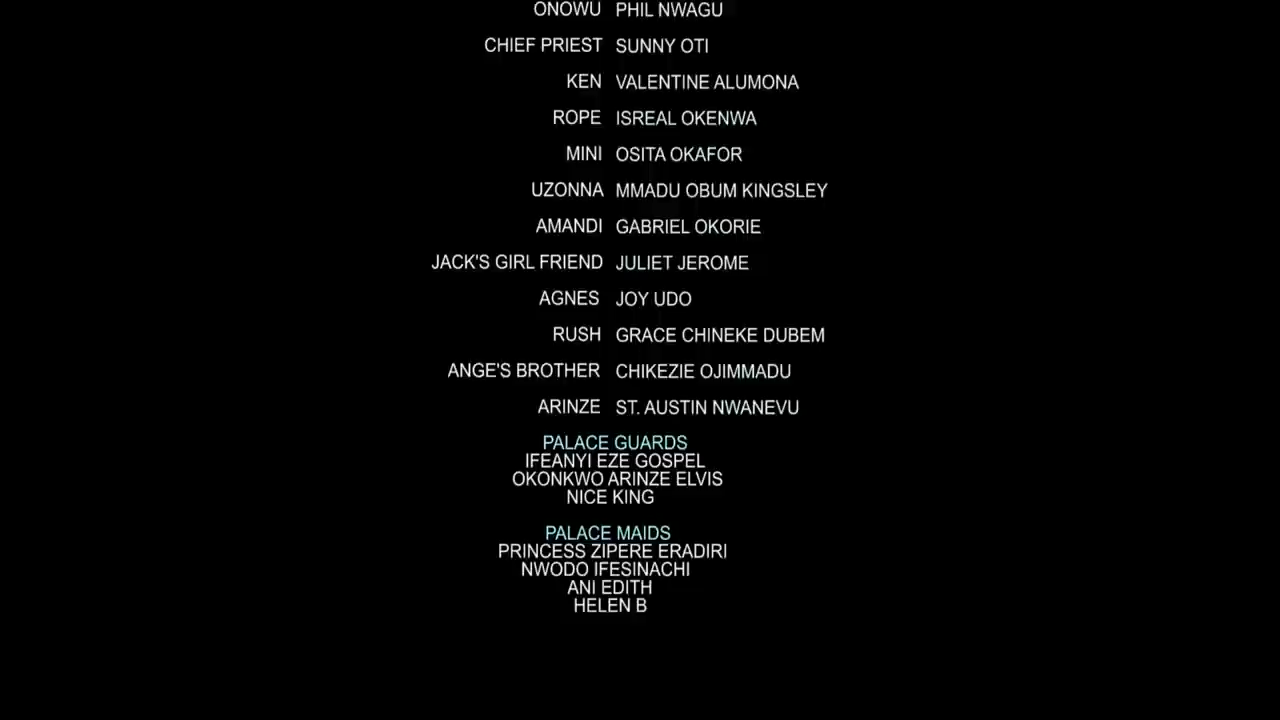 ONOWU PHIL NWAGU
CHIEF PRIEST SUNNY OTI
KEN VALENTINE ALUMONA
ROPE ISREAL OKENWA
MINI OSITA OKAFOR
UZONNA MMADU OBUM KINGSLEY
AMANDI GABRIEL OKORIE
JACK'S GIRL FRIEND JULIET JEROME
AGNES JOY UDO
RUSH GRACE CHINEKE DUBEM
ANGE'S BROTHER CHIKEZIE OJIMMADU
ARINZE ST. AUSTIN NWANEVU
PALACE GUARDS
IFEANYI EZE GOSPEL
OKONKWO ARINZE ELVIS
NICE KING
PALACE MAIDS
PRINCESS ZIPERE ERADIRI
NWODO IFESINACHI
ANI EDITH
HELEN B